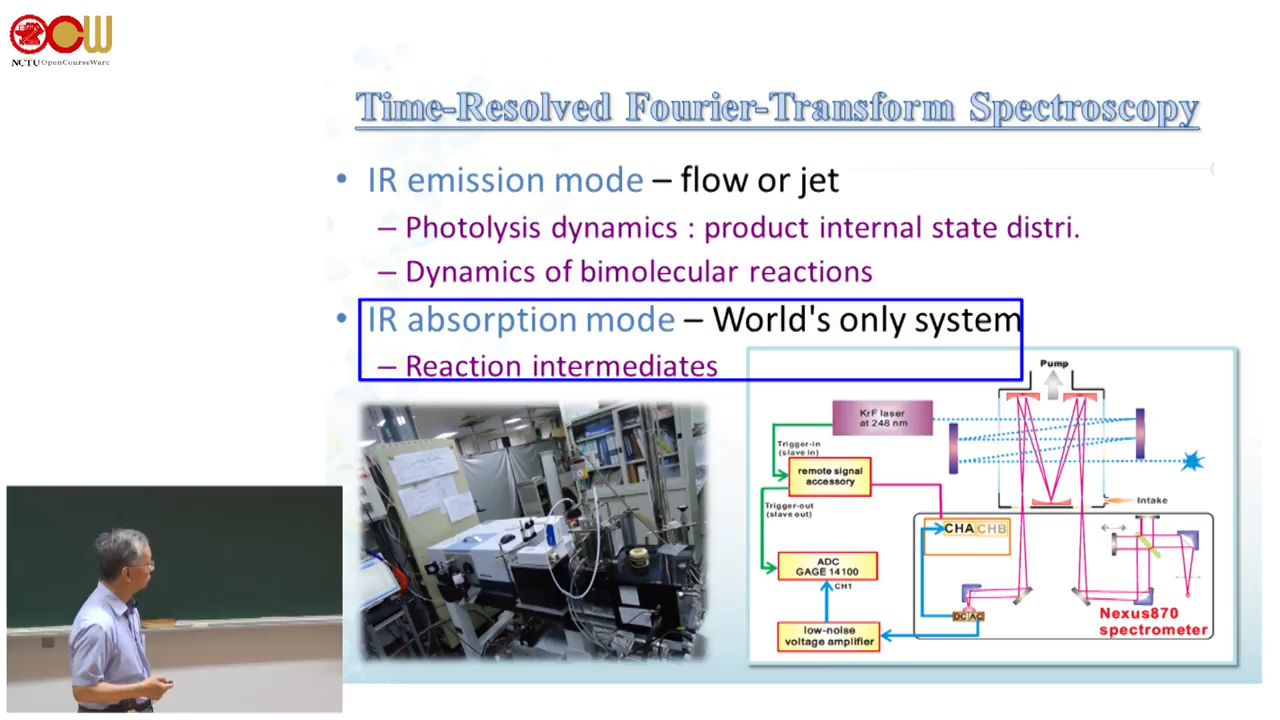 NCTU OpenCourseWare
Time-Resolved Fourier-Transform Spectroscopy
• IR emission mode – flow or jet
– Photolysis dynamics : product internal state distri.
– Dynamics of bimolecular reactions
• IR absorption mode – World's only system
– Reaction intermediates
Pump
KrF laser
at 248 nm
Trigger-in
(slave in)
remote signal
accessory
Trigger-out
(slave out)
Intake
CHA CHB
ADC
GAGE 14100
CH1
DC AC
low-noise
voltage amplifier
Nexus870
spectrometer